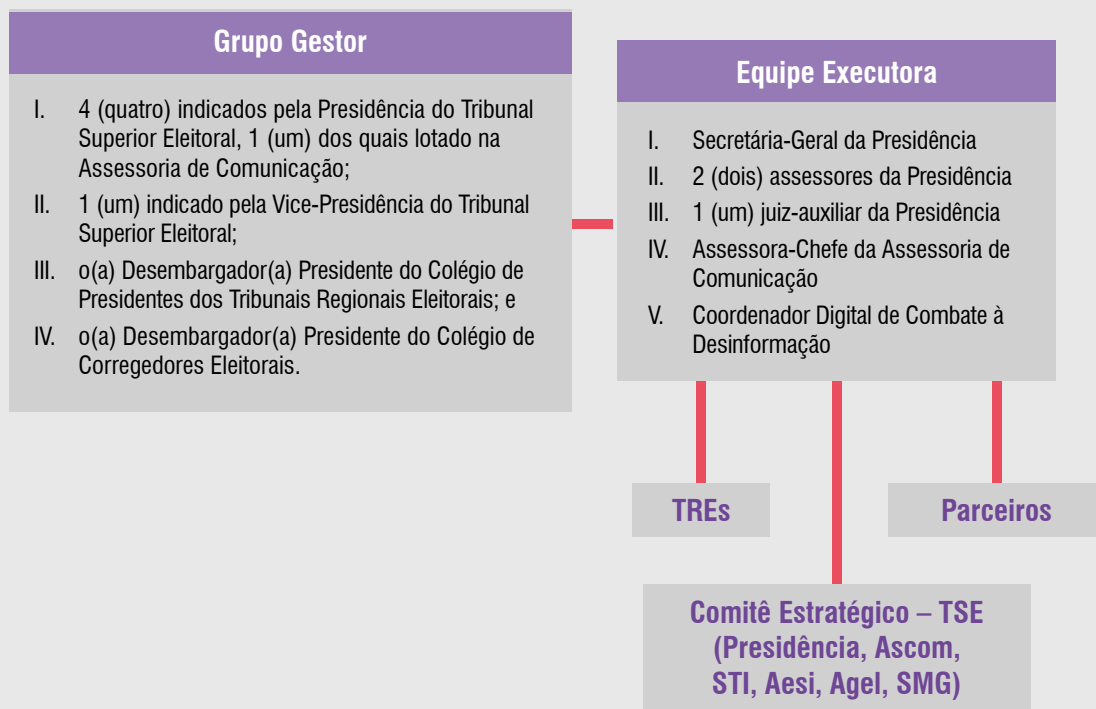 Grupo Gestor
I. 4 (quatro) indicados pela Presidência do Tribunal
Superior Eleitoral, 1 (um) dos quais lotado na
Assessoria de Comunicação;
II. 1 (um) indicado pela Vice-Presidência do Tribunal
Superior Eleitoral;
III. o(a) Desembargador(a) Presidente do Colégio de
Presidentes dos Tribunais Regionais Eleitorais; e
IV. o(a) Desembargador(a) Presidente do Colégio de
Corregedores Eleitorais.
Equipe Executora
I. Secretária-Geral da Presidência
II. 2 (dois) assessores da Presidência
III. 1 (um) juiz-auxiliar da Presidência
IV. Assessora-Chefe da Assessoria de
Comunicação
V. Coordenador Digital de Combate à
Desinformação
TREs
Parceiros
Comitê Estratégico – TSE
(Presidência, Ascom,
STI, Aesi, Agel, SMG)